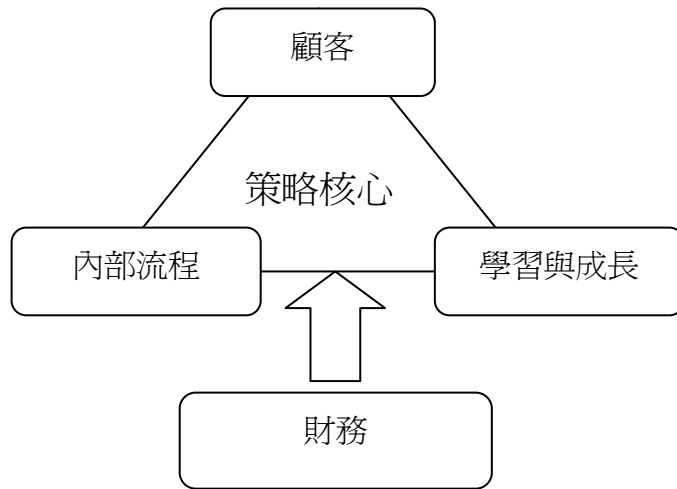 顧客
策略核心
內部流程
學習與成長
財務